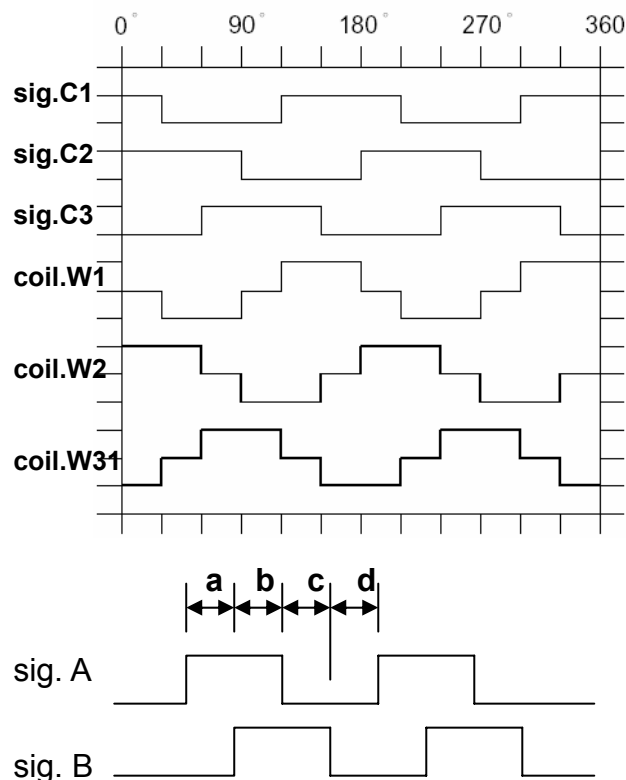 0° 90° 180° 270° 360
sig.C1
sig.C2
sig.C3
coil.W1
coil.W2
coil.W31
a b c d
sig. A
sig. B